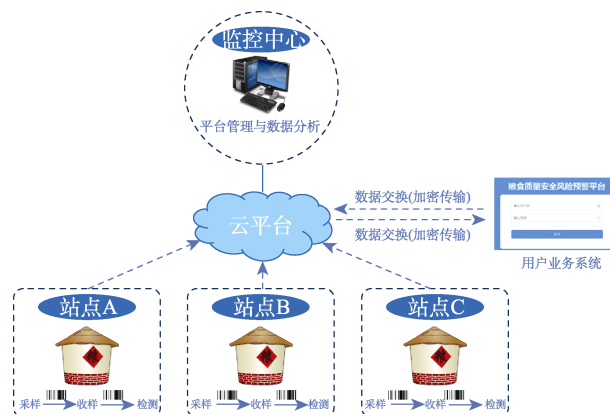 监控中心
平台管理与数据分析
数据交换(加密传输)
云平台
数据交换(加密传输)
粮食质量安全风险预警平台
用户业务系统
站点A
站点B
站点C
粮
粮
粮
采样 收样 检测
采样 收样 检测
采样 收样 检测